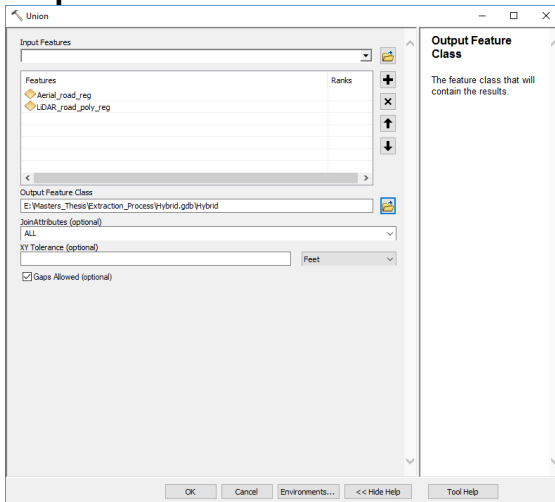 Union
Input Features
Features Ranks
Aerial_road_reg
LiDAR_road_poly_reg
Output Feature Class
E:\Masters_Thesis\Extraction_Process\Hybrid.gdb\Hybrid
JoinAttributes (optional)
ALL
XY Tolerance (optional)
Feet
Gaps Allowed (optional)
Output Feature
Class
The feature class that will
contain the results.
OK Cancel Environments... << Hide Help Tool Help